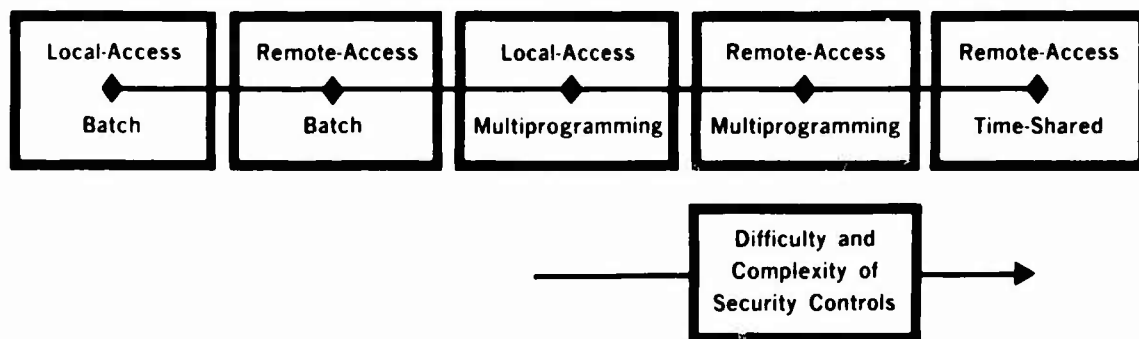 Local-Access
Batch
Remote-Access
Batch
Local-Access
Multiprogramming
Remote-Access
Multiprogramming
Remote-Access
Time-Shared
Difficulty and
Complexity of
Security Controls